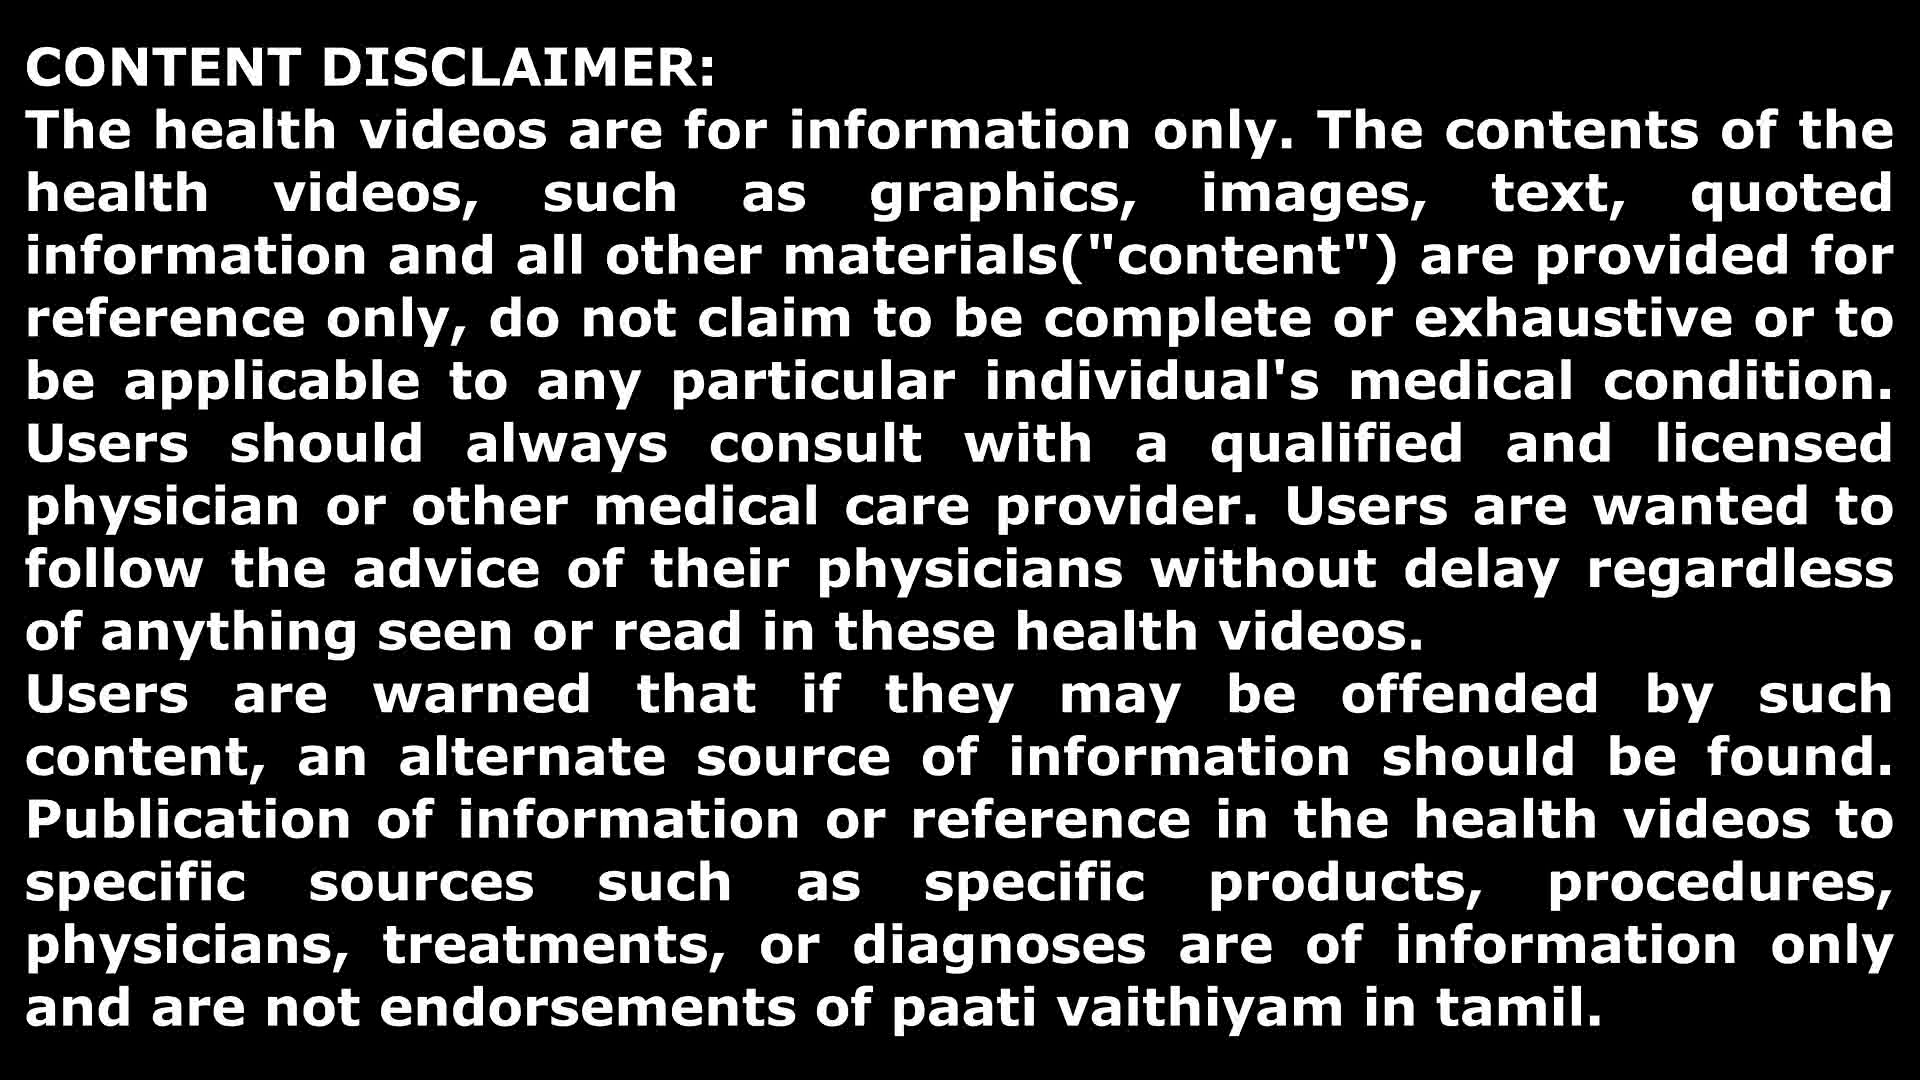 CONTENT DISCLAIMER:
The health videos are for information only. The contents of the
health videos, such as graphics, images, text, quoted
information and all other materials("content") are provided for
reference only, do not claim to be complete or exhaustive or to
be applicable to any particular individual's medical condition.
Users should always consult with a qualified and licensed
physician or other medical care provider. Users are wanted to
follow the advice of their physicians without delay regardless
of anything seen or read in these health videos.
Users are warned that if they may be offended by such
content, an alternate source of information should be found.
Publication of information or reference in the health videos to
specific sources such as specific products, procedures,
physicians, treatments, or diagnoses are of information only
and are not endorsements of paati vaithiyam in tamil.